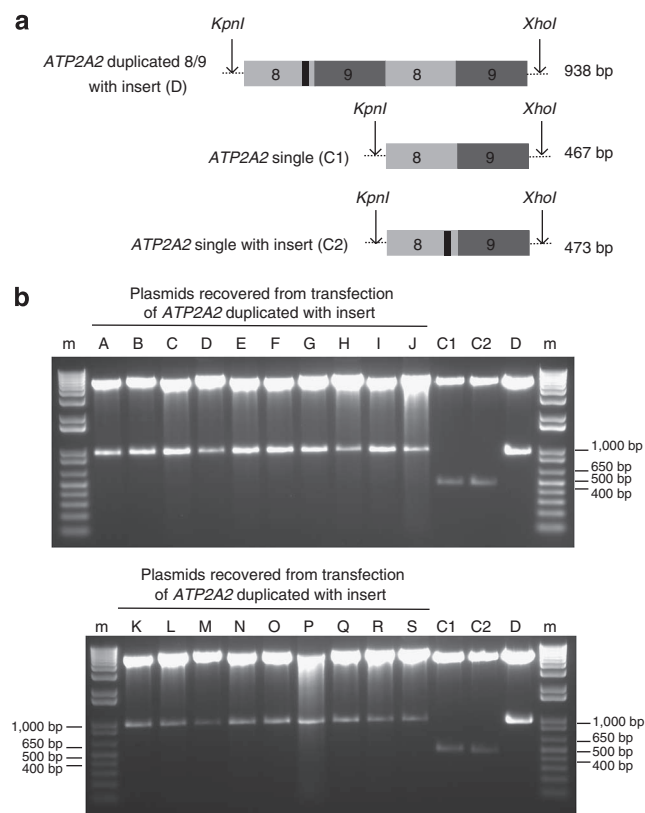 a
KpnI XhoI
ATP2A2 duplicated 8/9
with insert (D)
8 9 8 9
938 bp
KpnI XhoI
ATP2A2 single (C1)
8 9
467 bp
KpnI XhoI
ATP2A2 single with insert (C2)
8 9
473 bp
b
Plasmids recovered from transfection
of ATP2A2 duplicated with insert
m A B C D E F G H I J C1 C2 D m
1,000 bp
650 bp
500 bp
400 bp
Plasmids recovered from transfection
of ATP2A2 duplicated with insert
m K L M N O P Q R S C1 C2 D m
1,000 bp
650 bp
500 bp
400 bp
1,000 bp
650 bp
500 bp
400 bp